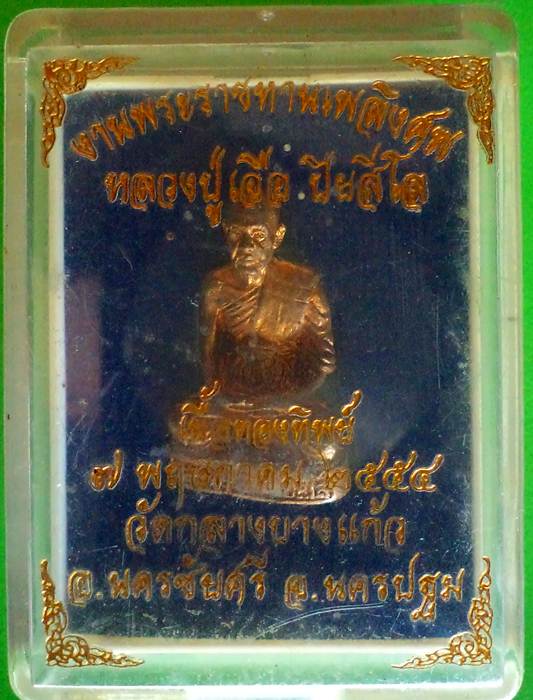 งานพระราชทานเพลิงศพ
หลวงปู่เจือ ปิยสีโล
เนื้อทองทิพย์
๗ พฤษภาคม ๒๕๕๔
วัดกลางบางแก้ว
อ.นครชัยศรี จ.นครปฐม